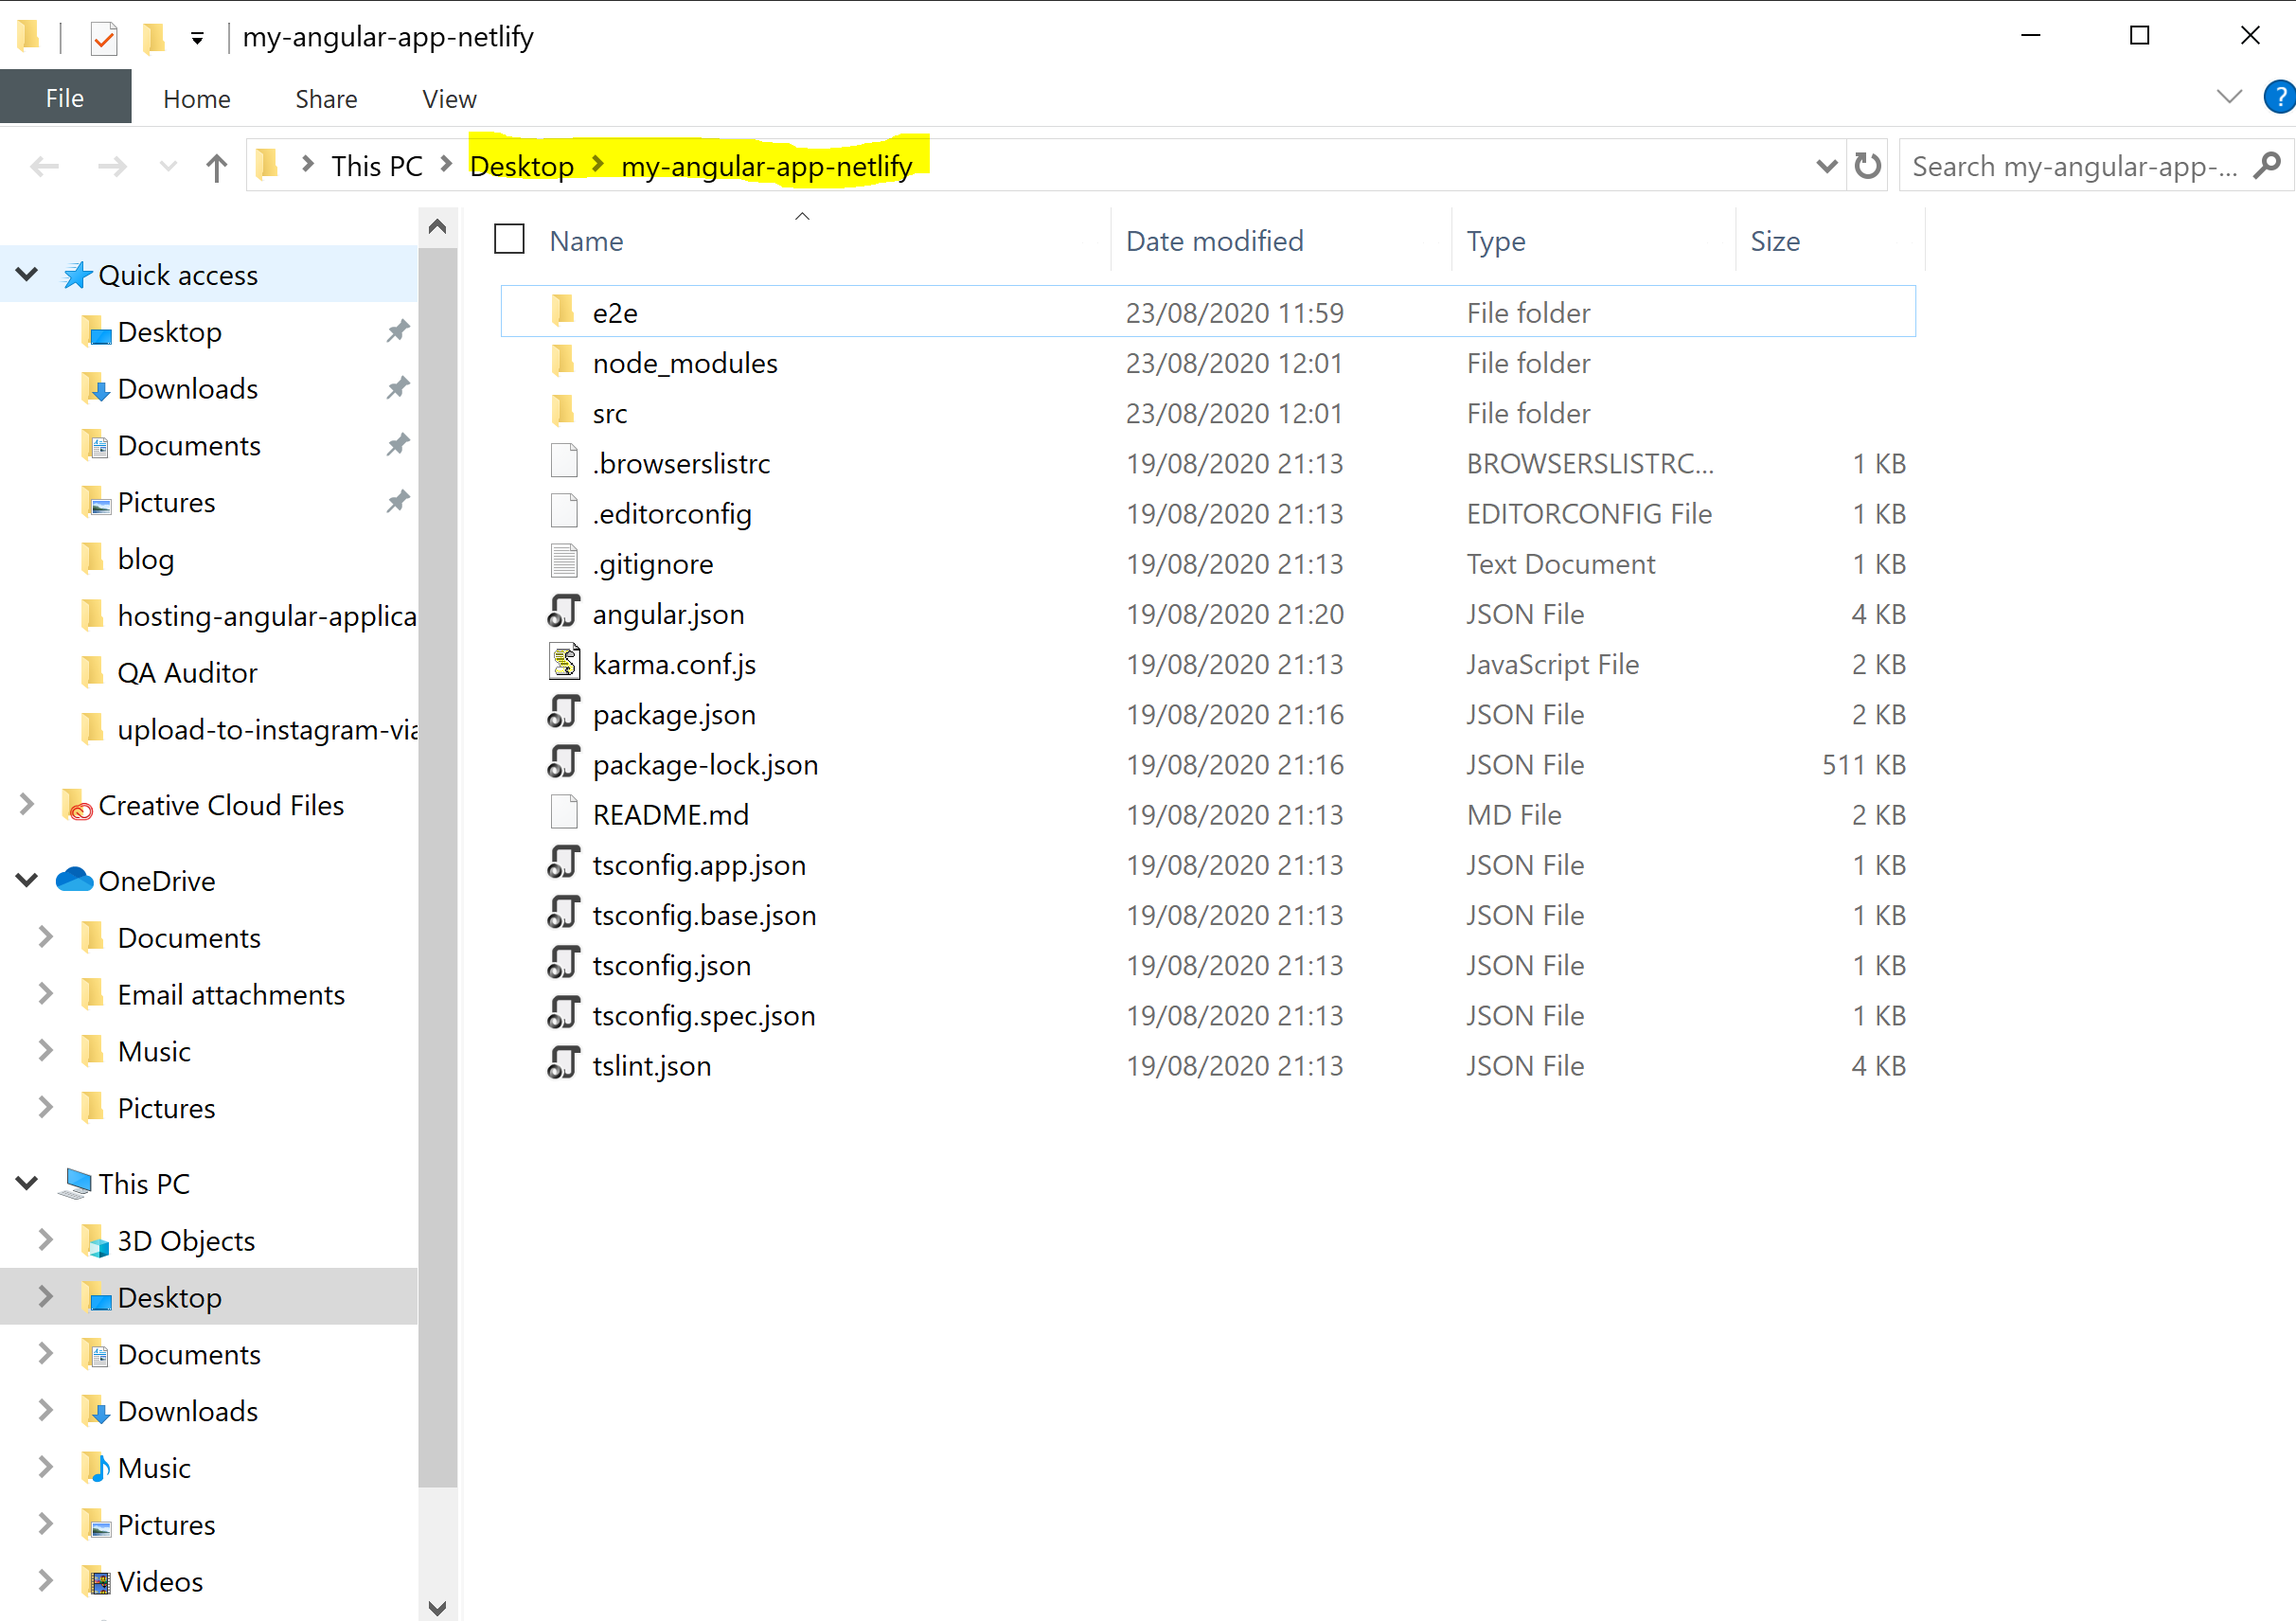 my-angular-app-netlify
File Home Share View ?
This PC Desktop my-angular-app-netlify Search my-angular-app-...
Name Date modified Type Size
Quick access
Desktop
Downloads
Documents
Pictures
blog
hosting-angular-applica
QA Auditor
upload-to-instagram-via
Creative Cloud Files
OneDrive
Documents
Email attachments
Music
Pictures
This PC
3D Objects
Desktop
Documents
Downloads
Music
Pictures
Videos
e2e 23/08/2020 11:59 File folder
node_modules 23/08/2020 12:01 File folder
src 23/08/2020 12:01 File folder
.browserslistrc 19/08/2020 21:13 BROWSERSLISTRC... 1 KB
.editorconfig 19/08/2020 21:13 EDITORCONFIG File 1 KB
.gitignore 19/08/2020 21:13 Text Document 1 KB
angular.json 19/08/2020 21:20 JSON File 4 KB
karma.conf.js 19/08/2020 21:13 JavaScript File 2 KB
package.json 19/08/2020 21:16 JSON File 2 KB
package-lock.json 19/08/2020 21:16 JSON File 511 KB
README.md 19/08/2020 21:13 MD File 2 KB
tsconfig.app.json 19/08/2020 21:13 JSON File 1 KB
tsconfig.base.json 19/08/2020 21:13 JSON File 1 KB
tsconfig.json 19/08/2020 21:13 JSON File 1 KB
tsconfig.spec.json 19/08/2020 21:13 JSON File 1 KB
tslint.json 19/08/2020 21:13 JSON File 4 KB